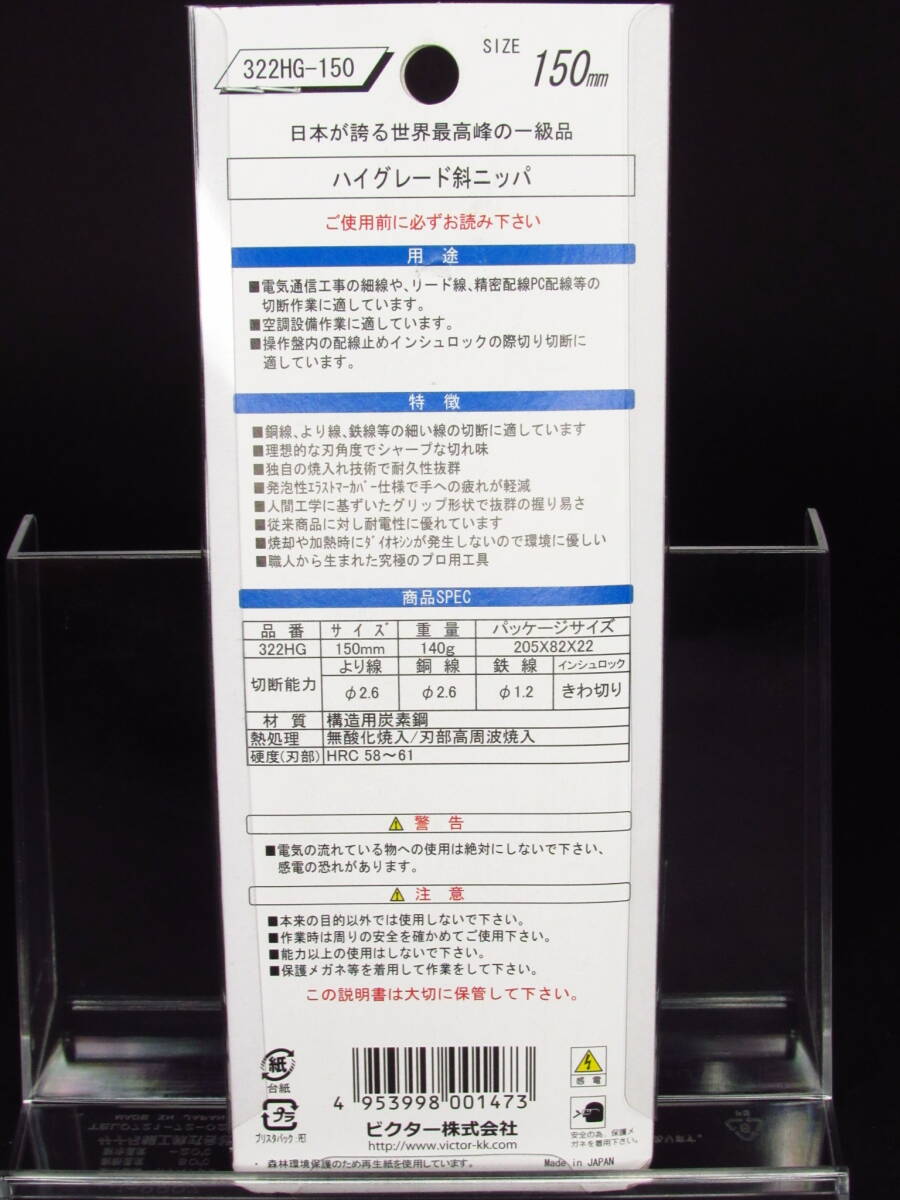 322HG-150
SIZE 150mm
日本が誇る世界最高峰の一級品
ハイグレード斜ニッパ
ご使用前に必ずお読み下さい
用途
■電気通信工事の細線や、リード線、精密配線PC配線等の
切断作業に適しています。
■空調設備作業に適しています。
■操作盤内の配線止めインシュロックの際切り切断に
適しています。
特徴
■銅線、より線、鉄線等の細い線の切断に適しています
■理想的な刃角度でシャープな切れ味
■独自の焼入れ技術で耐久性抜群
■発泡性ｴﾗｽﾄﾏｰｶﾊﾞｰ仕様で手への疲れが軽減
■人間工学に基ずいたグリップ形状で抜群の握り易さ
■従来商品に対し耐電性に優れています
■焼却や加熱時にﾀﾞｲｵｷｼﾝが発生しないので環境に優しい
■職人から生まれた究極のプロ用工具
商品SPEC
品番 ｻｲｽﾞ 重量 パッケージサイズ
322HG 150mm 140g 205X82X22
切断能力 より線 銅線 鉄線 インシュロック
φ2.6 φ2.6 φ1.2 きわ切り
材質 構造用炭素鋼
熱処理 無酸化焼入/刃部高周波焼入
硬度(刃部) HRC 58～61
警告
■電気の流れている物への使用は絶対にしないで下さい、
感電の恐れがあります。
注意
■本来の目的以外では使用しないで下さい。
■作業時は周りの安全を確かめてご使用下さい。
■能力以上の使用はしないで下さい。
■保護メガネ等を着用して作業をして下さい。
この説明書は大切に保管して下さい。
紙
台紙
プラ
ブリスタパック:PET
4 953998 001473
ビクター株式会社
http://www.victor-kk.com
感電
安全の為、保護メ
ガネを着用下さい。
・森林環境保護のため再生紙を使用しています。
Made in JAPAN